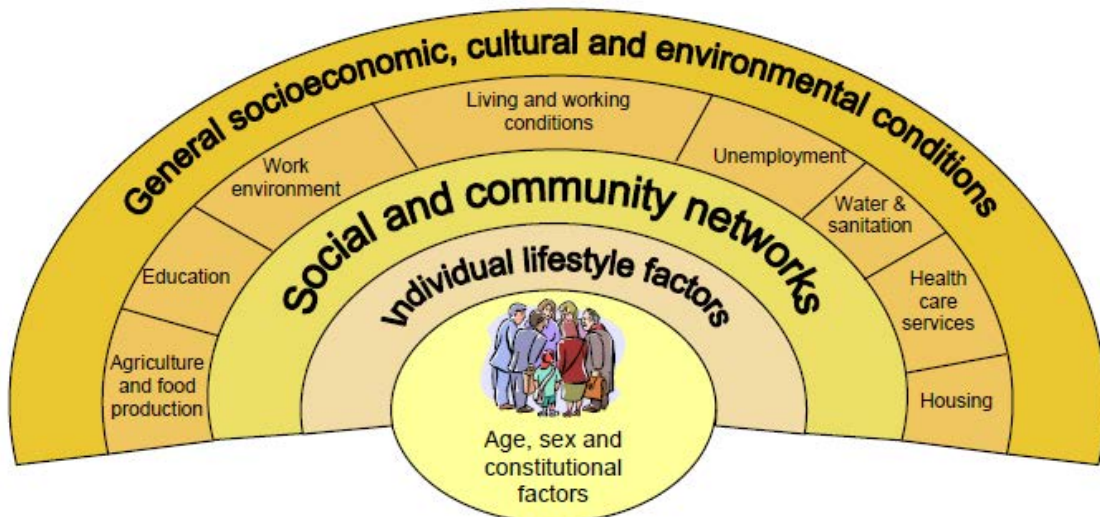 General socioeconomic, cultural and environmental conditions
Living and working
conditions
Work
environment
Unemployment
Education
Water &
sanitation
Agriculture
and food
production
Health
care
services
Housing
Social and community networks
Individual lifestyle factors
Age, sex and
constitutional
factors